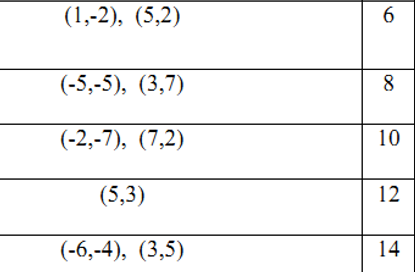 (1,-2), (5,2) 6
(-5,-5), (3,7) 8
(-2,-7), (7,2) 10
(5,3) 12
(-6,-4), (3,5) 14